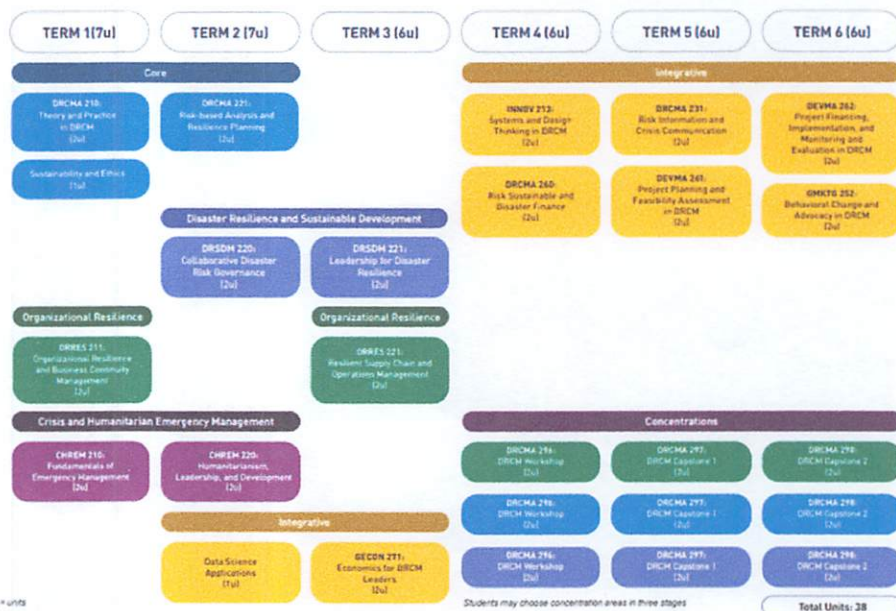 TERM 1(7u)
TERM 2 (7u)
TERM 3 (6u)
TERM 4 (6u)
TERM 5 (6u)
TERM 6 (6u)
Core
Integrative
DRCMA 210:
Theory and Practice
in DRCM
(2u)
DRCMA 221:
Risk-based Analysis and
Resilience Planning
(2u)
INNOV 212:
Systems and Design
Thinking in DRCM
(2u)
DRCMA 231:
Risk Information and
Crisis Communication
(2u)
DEVMA 262:
Project Financing,
Implementation, and
Monitoring and
Evaluation in DRCM
(2u)
Sustainability and Ethics
(1u)
DRCMA 260:
Risk Sustainable and
Disaster Finance
(2u)
DEVMA 261:
Project Planning and
Feasibility Assessment
in DRCM
(2u)
GMKTG 252:
Behavioral Change and
Advocacy in DRCM
(2u)
Disaster Resilience and Sustainable Development
DRSDM 220:
Collaborative Disaster
Risk Governance
(2u)
DRSDM 221:
Leadership for Disaster
Resilience
(2u)
Organizational Resilience
Organizational Resilience
ORRES 211:
Organizational Resilience
and Business Continuity
Management
(2u)
ORRES 221:
Resilient Supply Chain and
Operations Management
(2u)
Crisis and Humanitarian Emergency Management
Concentrations
CHREM 210:
Fundamentals of
Emergency Management
(2u)
CHREM 220:
Humanitarianism,
Leadership, and Development
(2u)
DRCMA 296:
DRCM Workshop
(2u)
DRCMA 297:
DRCM Capstone 1
(2u)
DRCMA 298:
DRCM Capstone 2
(2u)
DRCMA 296:
DRCM Workshop
(2u)
DRCMA 297:
DRCM Capstone 1
(2u)
DRCMA 298:
DRCM Capstone 2
(2u)
Integrative
Data Science
Applications
(1u)
GECON 271:
Economics for DRCM
Leaders
(2u)
DRCMA 296:
DRCM Workshop
(2u)
DRCMA 297:
DRCM Capstone 1
(2u)
DRCMA 298:
DRCM Capstone 2
(2u)
= units
Students may choose concentration areas in three stages
Total Units: 38